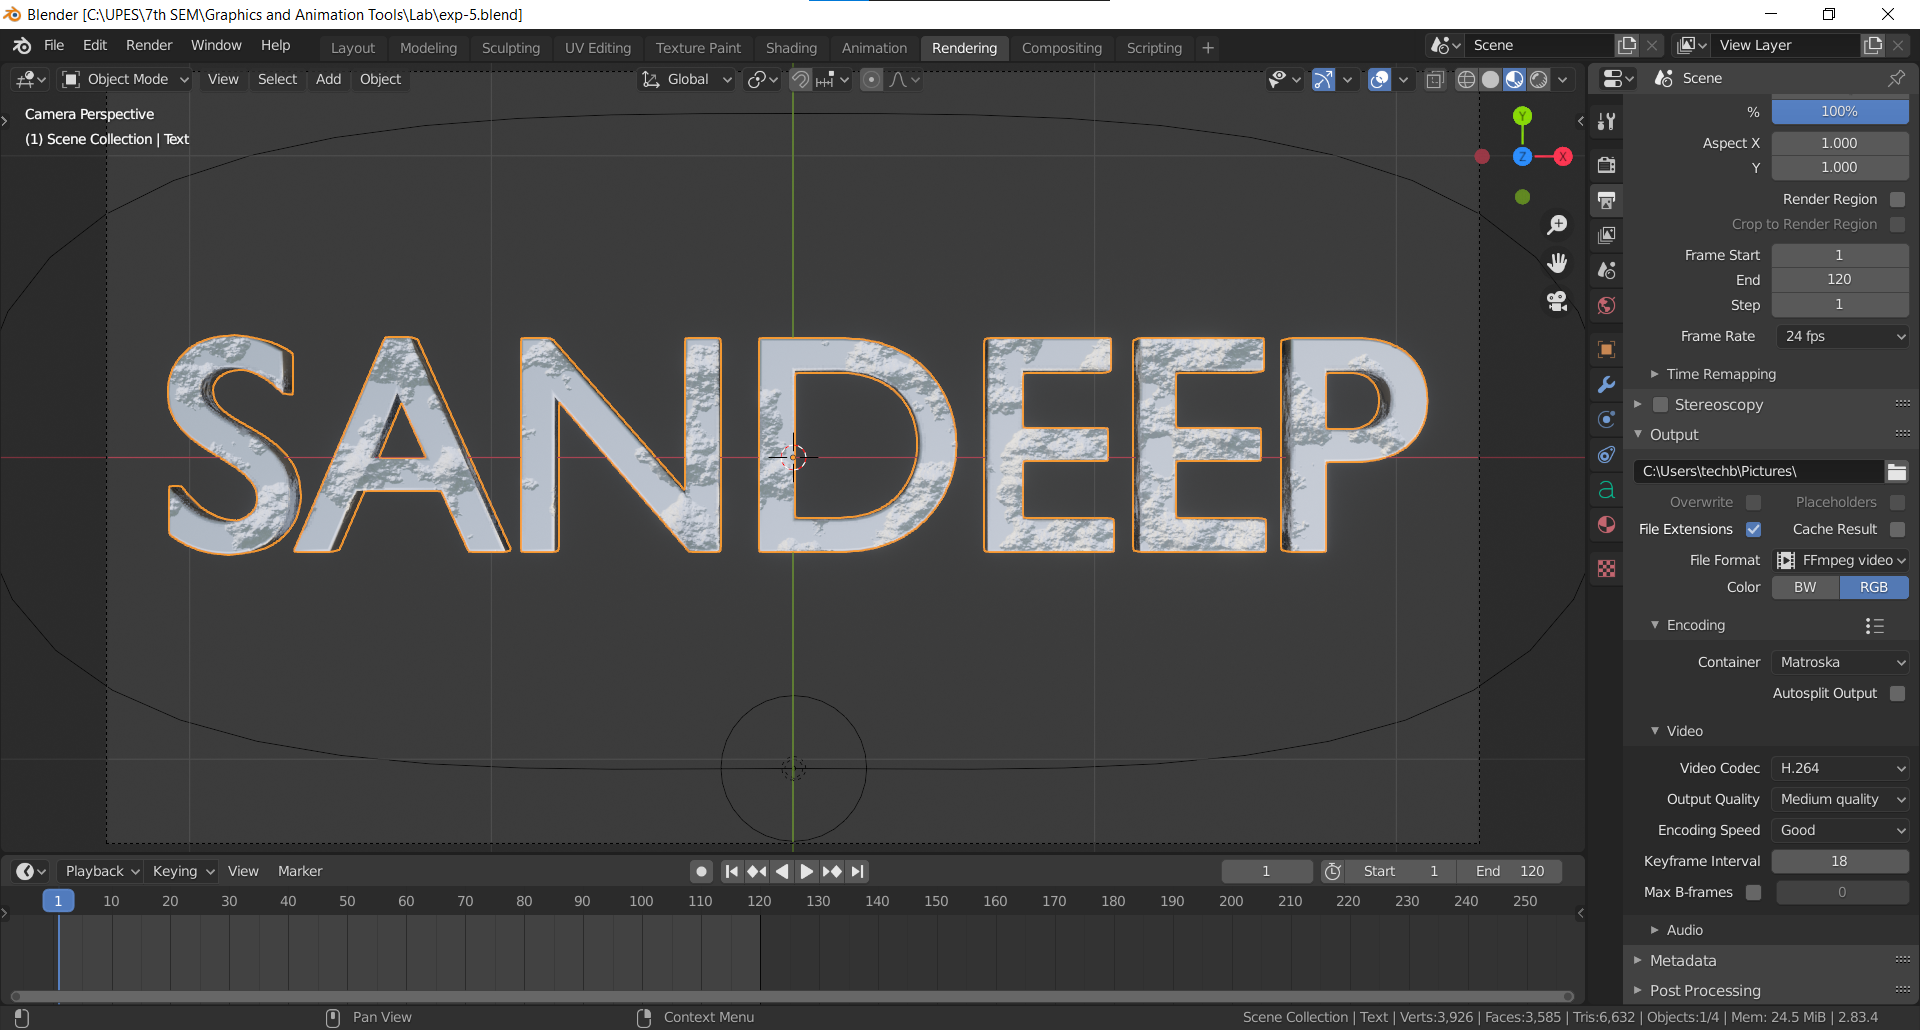 Blender [C:\UPES\7th SEM\Graphics and Animation Tools\Lab\exp-5.blend]
File Edit Render Window Help Layout Modeling Sculpting UV Editing Texture Paint Shading Animation Rendering Compositing Scripting + Scene View Layer
Object Mode View Select Add Object Global Scene
Camera Perspective
(1) Scene Collection | Text
Y
Z
X
SANDEEP
% 100%
Aspect X 1.000
Y 1.000
Render Region
Crop to Render Region
Frame Start 1
End 120
Step 1
Frame Rate 24 fps
Time Remapping
Stereoscopy
Output
C:\Users\techb\Pictures\
Overwrite Placeholders
File Extensions Cache Result
File Format FFmpeg video
Color BW RGB
Encoding
Container Matroska
Autosplit Output
Video
Video Codec H.264
Output Quality Medium quality
Encoding Speed Good
Keyframe Interval 18
Max B-frames 0
Audio
Metadata
Post Processing
Playback Keying View Marker 1 Start 1 End 120
1 10 20 30 40 50 60 70 80 90 100 110 120 130 140 150 160 170 180 190 200 210 220 230 240 250
Pan View Context Menu Scene Collection | Text | Verts:3,926 | Faces:3,585 | Tris:6,632 | Objects:1/4 | Mem: 24.5 MiB | 2.83.4